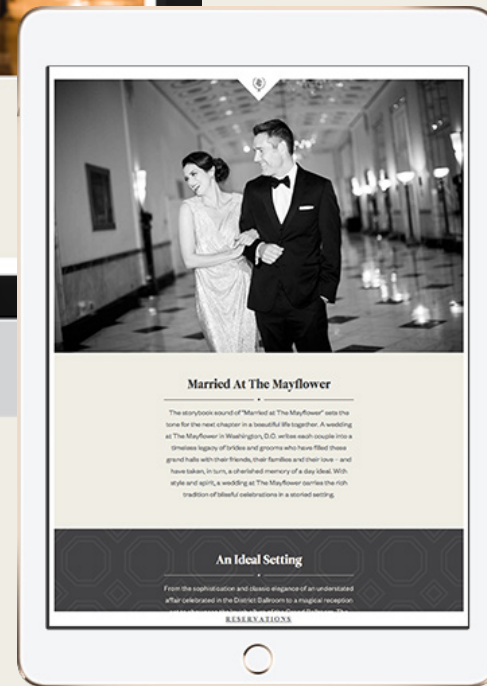 Married At The Mayflower
The storybook sound of "Married at The Mayflower" sets the
tone for the next chapter in a beautiful life together. A wedding
at The Mayflower in Washington, D.C. writes each couple into a
timeless legacy of brides and grooms who have filled these
grand halls with their friends, their families and their love – and
have taken, in turn, a cherished memory of a day ideal. With
style and spirit, a wedding at The Mayflower carries the rich
tradition of blissful celebrations in a storied setting.
An Ideal Setting
From the sophistication and classic elegance of an understated
affair celebrated in the District Ballroom to a magical reception
RESERVATIONS